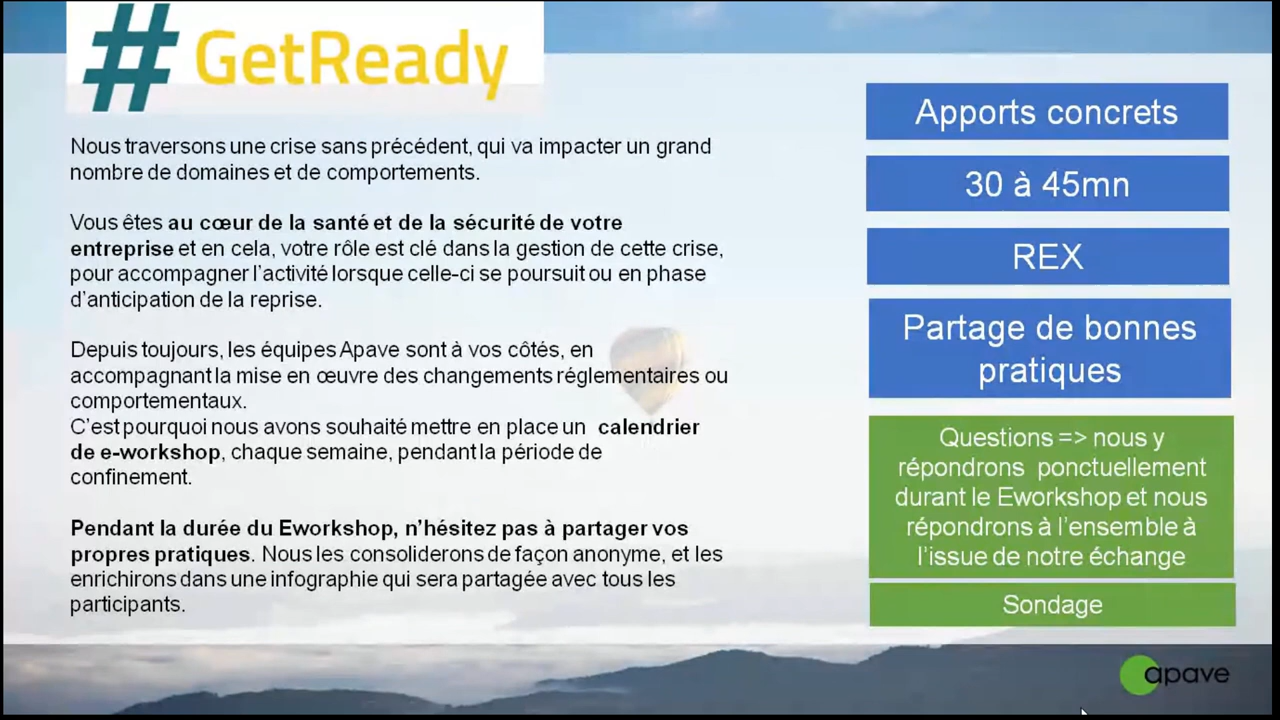 #GetReady
Nous traversons une crise sans précédent, qui va impacter un grand
nombre de domaines et de comportements.
Vous êtes au cœur de la santé et de la sécurité de votre
entreprise et en cela, votre rôle est clé dans la gestion de cette crise,
pour accompagner l'activité lorsque celle-ci se poursuit ou en phase
d'anticipation de la reprise.
Depuis toujours, les équipes Apave sont à vos côtés, en
accompagnant la mise en œuvre des changements réglementaires ou
comportementaux.
C'est pourquoi nous avons souhaité mettre en place un calendrier
de e-workshop, chaque semaine, pendant la période de
confinement.
Pendant la durée du Eworkshop, n'hésitez pas à partager vos
propres pratiques. Nous les consoliderons de façon anonyme, et les
enrichirons dans une infographie qui sera partagée avec tous les
participants.
Apports concrets
30 à 45mn
REX
Partage de bonnes
pratiques
Questions => nous y
répondrons ponctuellement
durant le Eworkshop et nous
répondrons à l'ensemble à
l'issue de notre échange
Sondage
apave